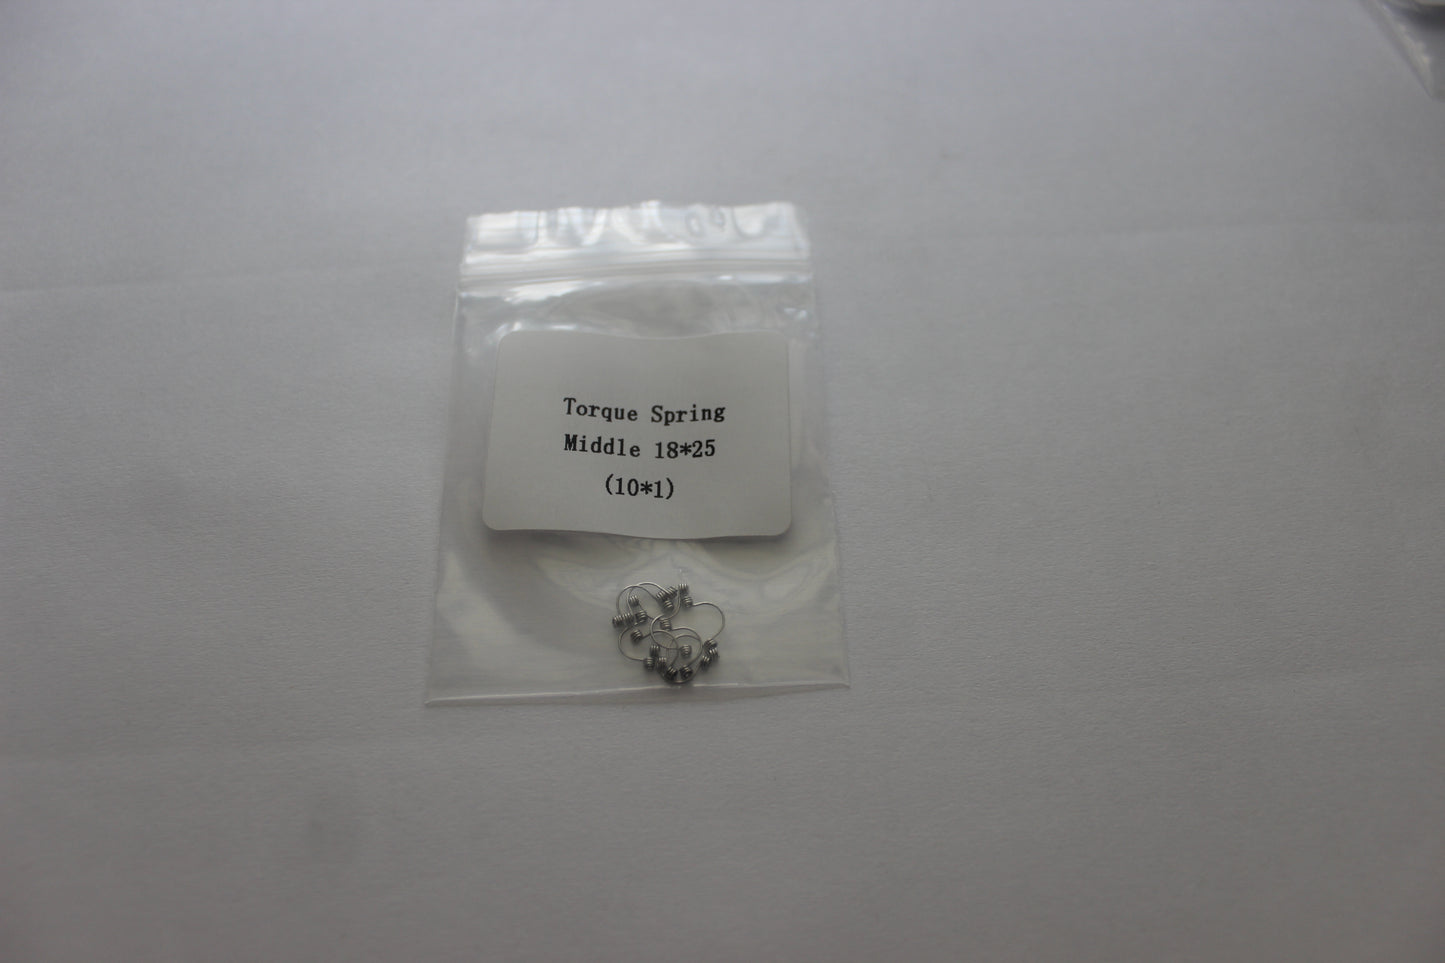 Torque Spring
Middle 18*25
(10*1)